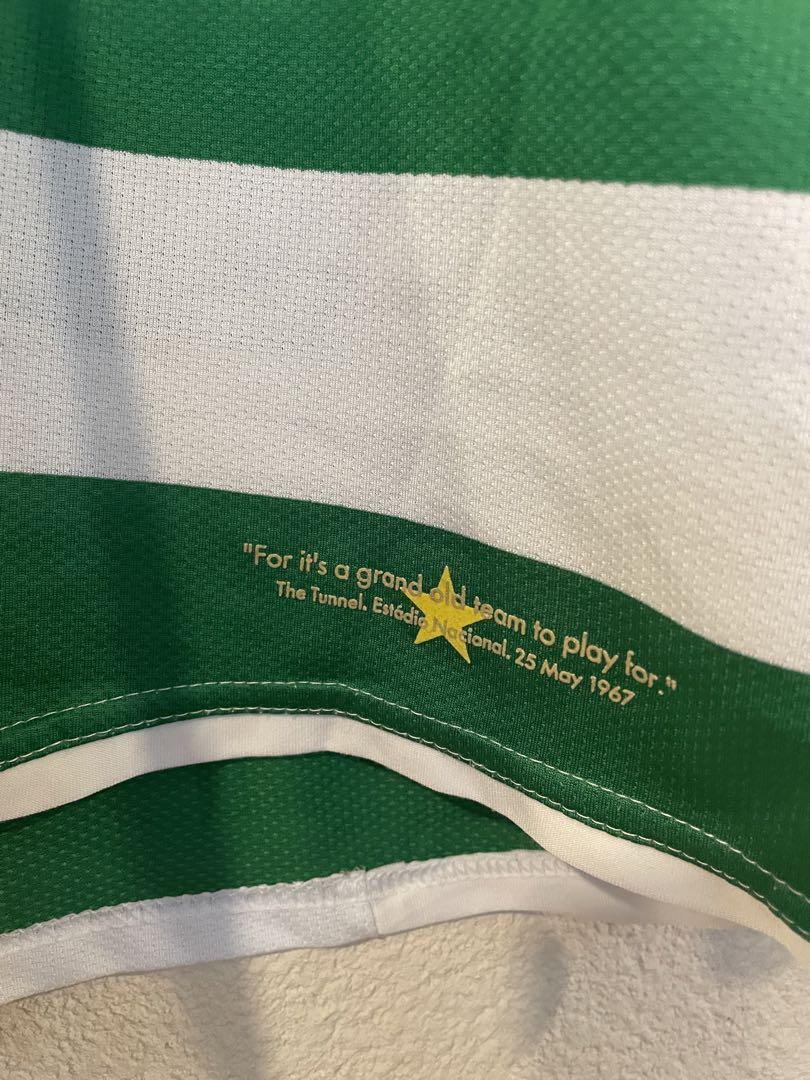 "For it's a grand old team to play for."
The Tunnel. Estádio Nacional. 25 May 1967